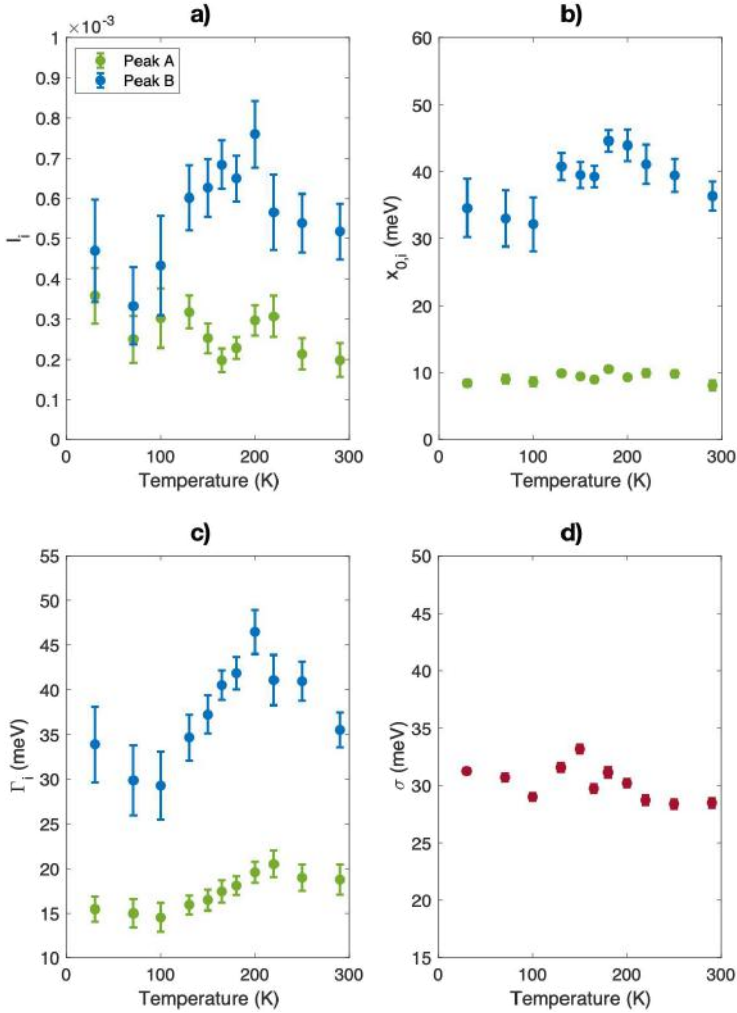 a)
×10⁻³
1
0.9
0.8
0.7
0.6
0.5
0.4
0.3
0.2
0.1
0
Iᵢ
Peak A
Peak B
0 100 200 300
Temperature (K)
b)
60
50
40
30
20
10
0
x₀,ᵢ (meV)
0 100 200 300
Temperature (K)
c)
55
50
45
40
35
30
25
20
15
10
Γᵢ (meV)
0 100 200 300
Temperature (K)
d)
50
45
40
35
30
25
20
15
σ (meV)
0 100 200 300
Temperature (K)